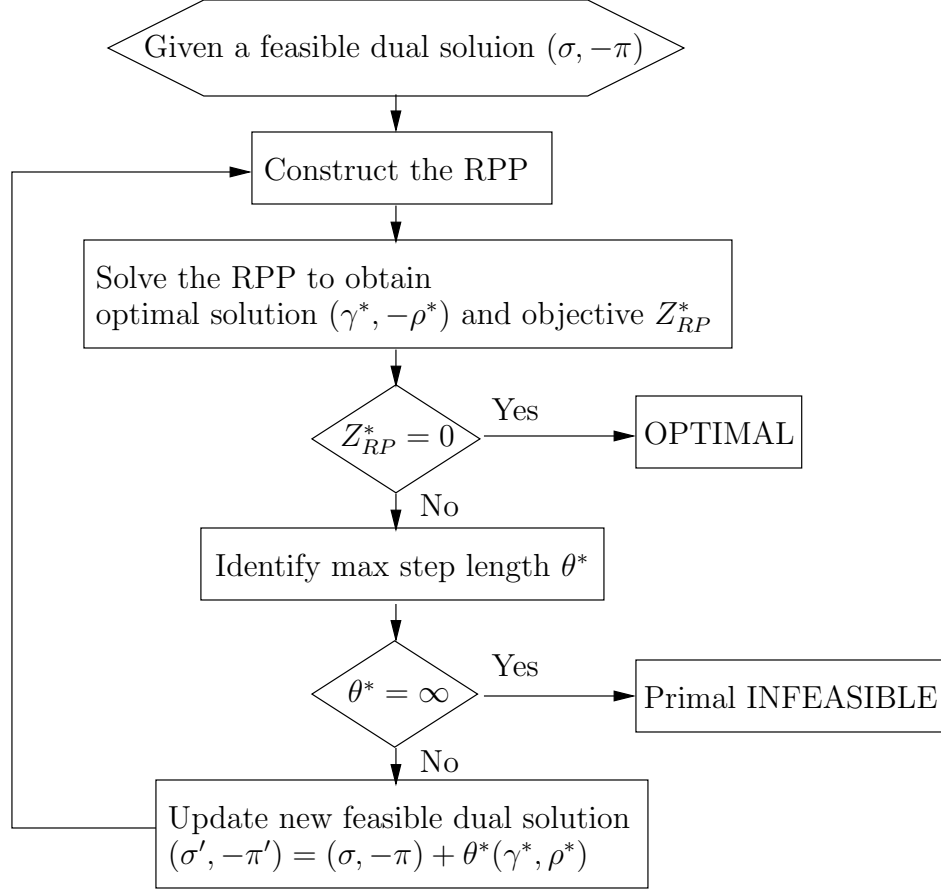 Given a feasible dual soluion (σ, −π)
Construct the RPP
Solve the RPP to obtain
optimal solution (γ*, −ρ*) and objective Z*_RP
Z*_RP = 0
Yes
OPTIMAL
No
Identify max step length θ*
θ* = ∞
Yes
Primal INFEASIBLE
No
Update new feasible dual solution
(σ′, −π′) = (σ, −π) + θ*(γ*, ρ*)